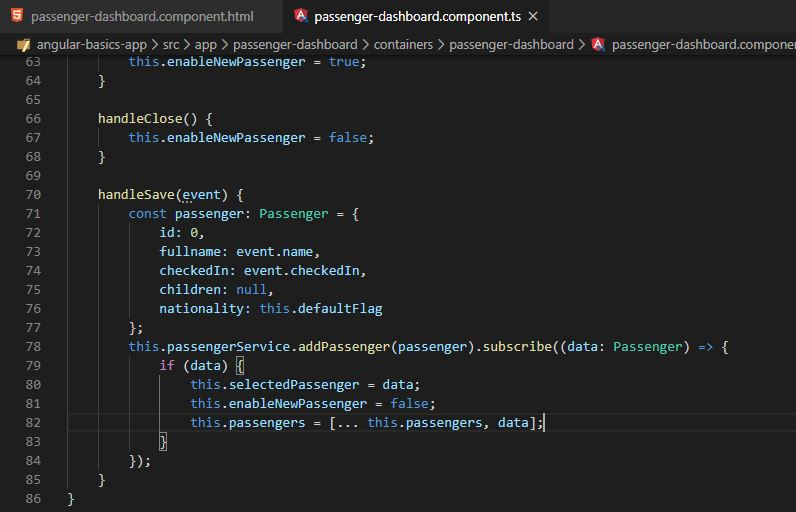 passenger-dashboard.component.html
passenger-dashboard.component.ts ×
angular-basics-app > src > app > passenger-dashboard > containers > passenger-dashboard > passenger-dashboard.componen
63 this.enableNewPassenger = true;
64 }
65
66 handleClose() {
67 this.enableNewPassenger = false;
68 }
69
70 handleSave(event) {
71 const passenger: Passenger = {
72 id: 0,
73 fullname: event.name,
74 checkedIn: event.checkedIn,
75 children: null,
76 nationality: this.defaultFlag
77 };
78 this.passengerService.addPassenger(passenger).subscribe((data: Passenger) => {
79 if (data) {
80 this.selectedPassenger = data;
81 this.enableNewPassenger = false;
82 this.passengers = [... this.passengers, data];
83 }
84 });
85 }
86 }